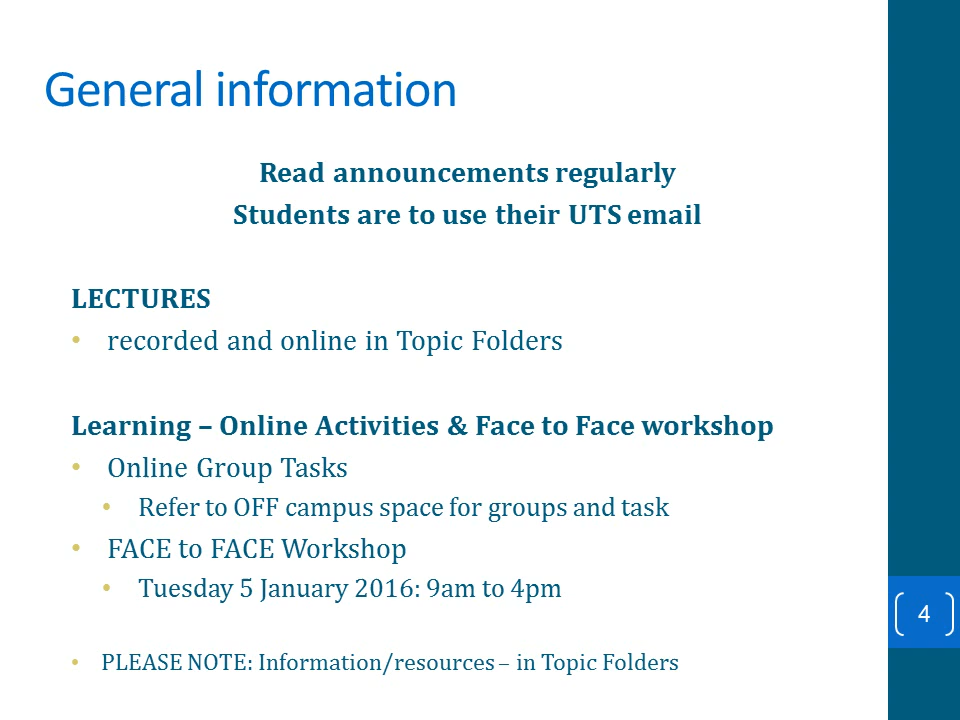 General information
Read announcements regularly
Students are to use their UTS email
LECTURES
• recorded and online in Topic Folders
Learning – Online Activities & Face to Face workshop
• Online Group Tasks
• Refer to OFF campus space for groups and task
• FACE to FACE Workshop
• Tuesday 5 January 2016: 9am to 4pm
• PLEASE NOTE: Information/resources – in Topic Folders
4